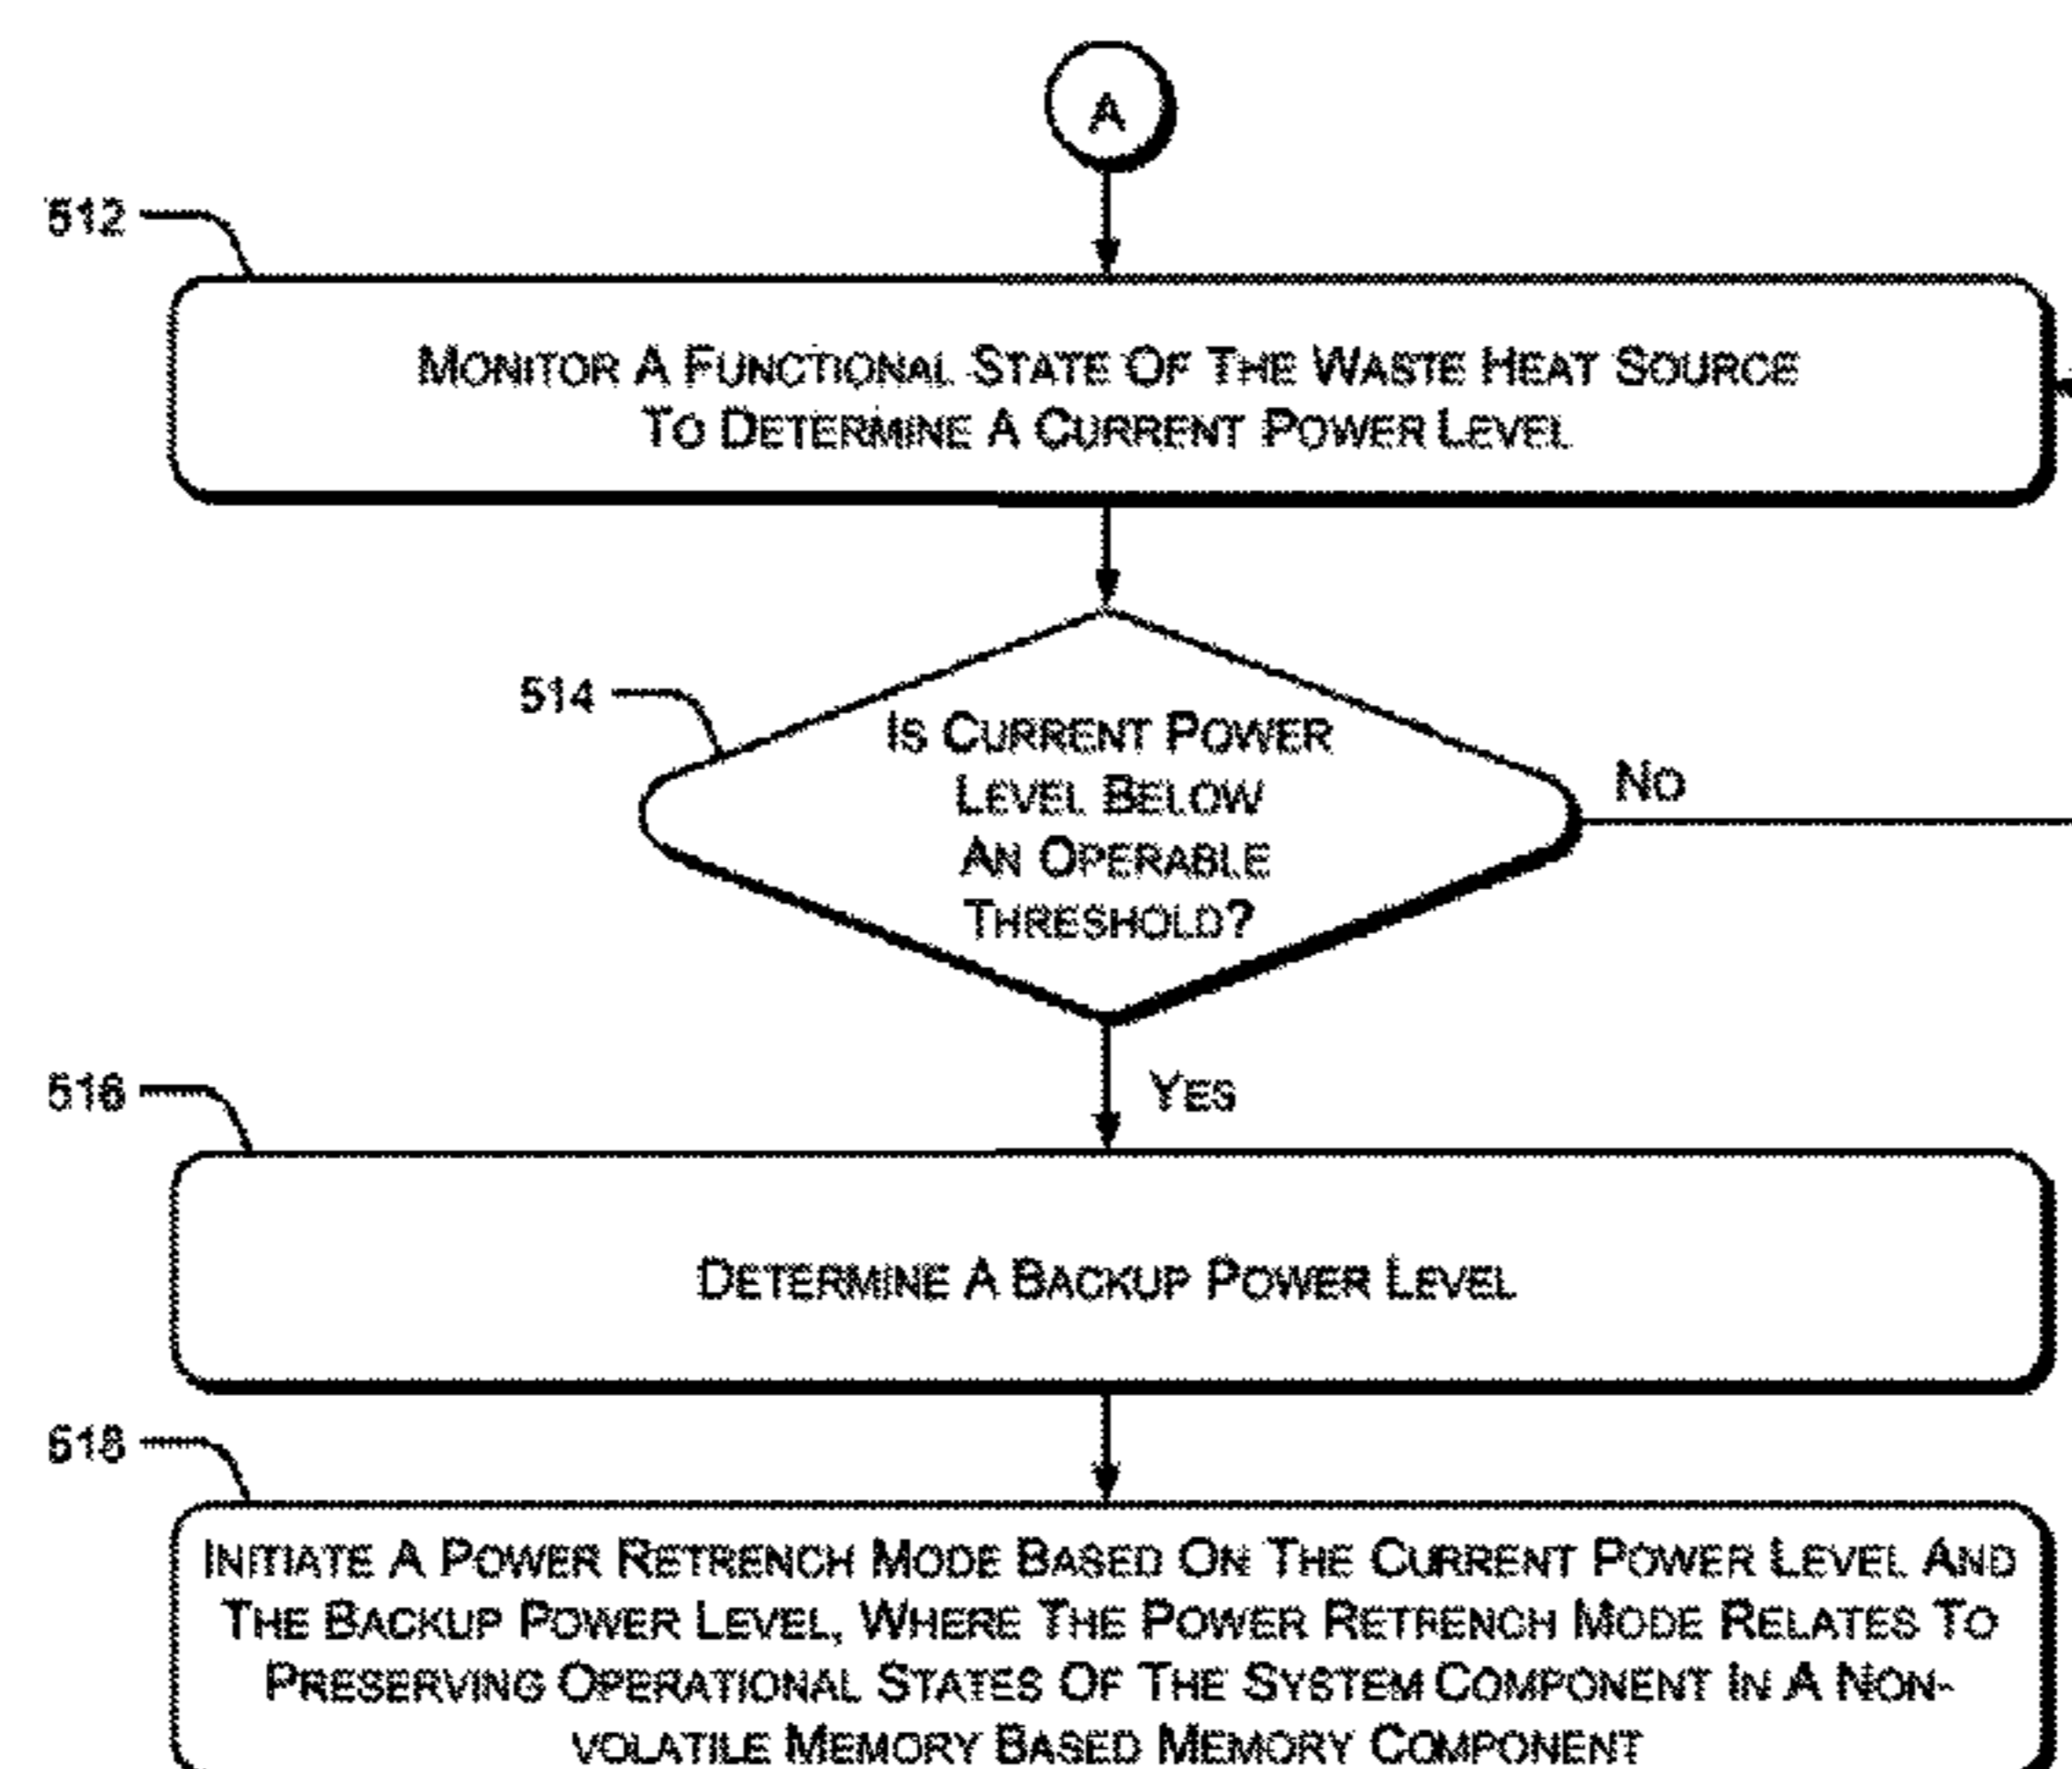 A
512
MONITOR A FUNCTIONAL STATE OF THE WASTE HEAT SOURCE
TO DETERMINE A CURRENT POWER LEVEL
514
IS CURRENT POWER
LEVEL BELOW
AN OPERABLE
THRESHOLD?
NO
YES
516
DETERMINE A BACKUP POWER LEVEL
518
INITIATE A POWER RETRENCH MODE BASED ON THE CURRENT POWER LEVEL AND
THE BACKUP POWER LEVEL, WHERE THE POWER RETRENCH MODE RELATES TO
PRESERVING OPERATIONAL STATES OF THE SYSTEM COMPONENT IN A NON-
VOLATILE MEMORY BASED MEMORY COMPONENT